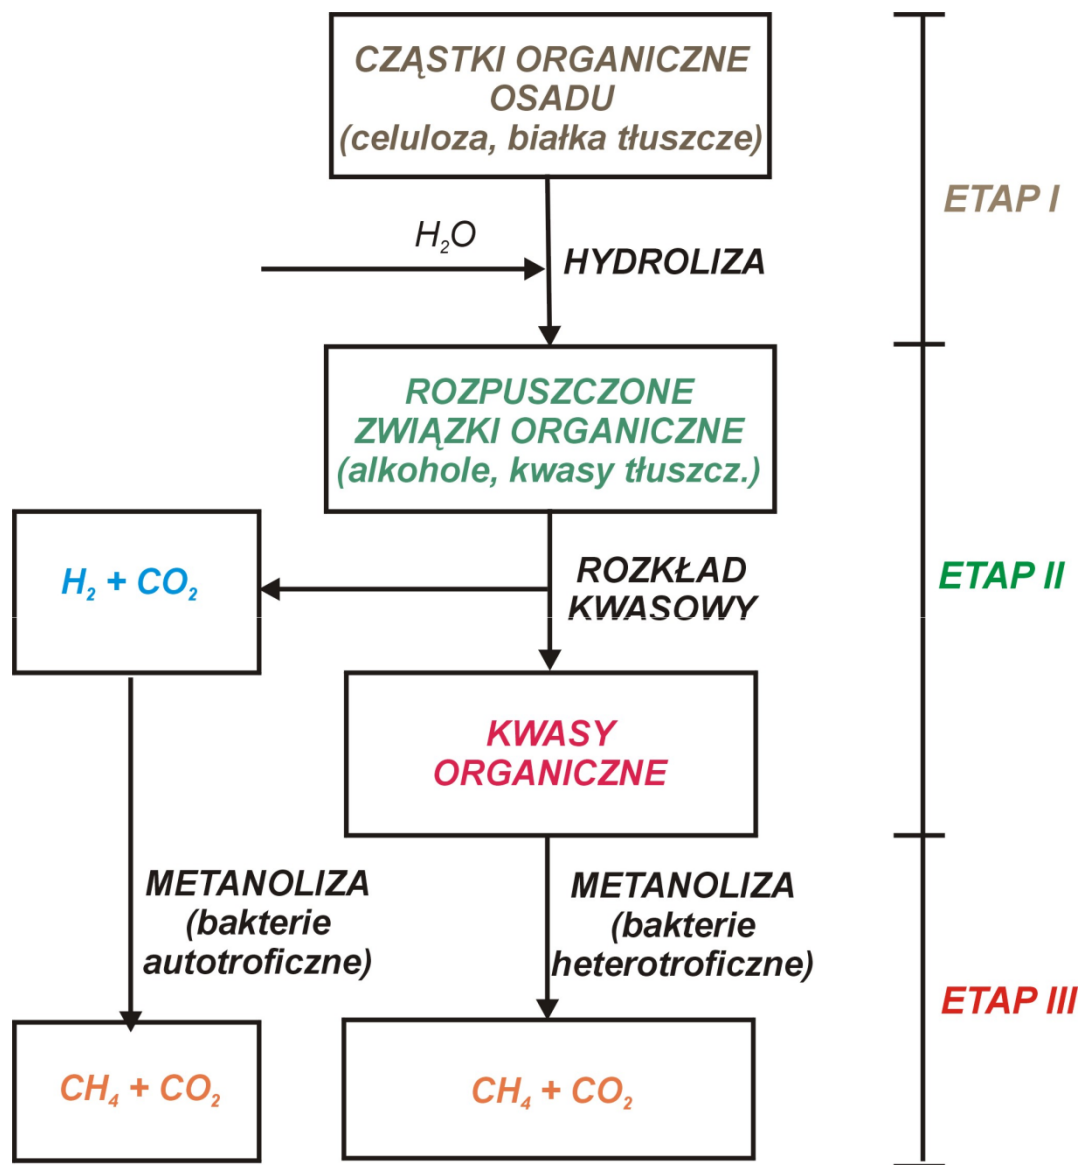 CZĄSTKI ORGANICZNE
OSADU
(celuloza, białka tłuszcze)
ETAP I
H₂O
HYDROLIZA
ROZPUSZCZONE
ZWIĄZKI ORGANICZNE
(alkohole, kwasy tłuszcz.)
H₂ + CO₂
ROZKŁAD
KWASOWY
ETAP II
KWASY
ORGANICZNE
METANOLIZA
(bakterie
autotroficzne)
METANOLIZA
(bakterie
heterotroficzne)
ETAP III
CH₄ + CO₂
CH₄ + CO₂